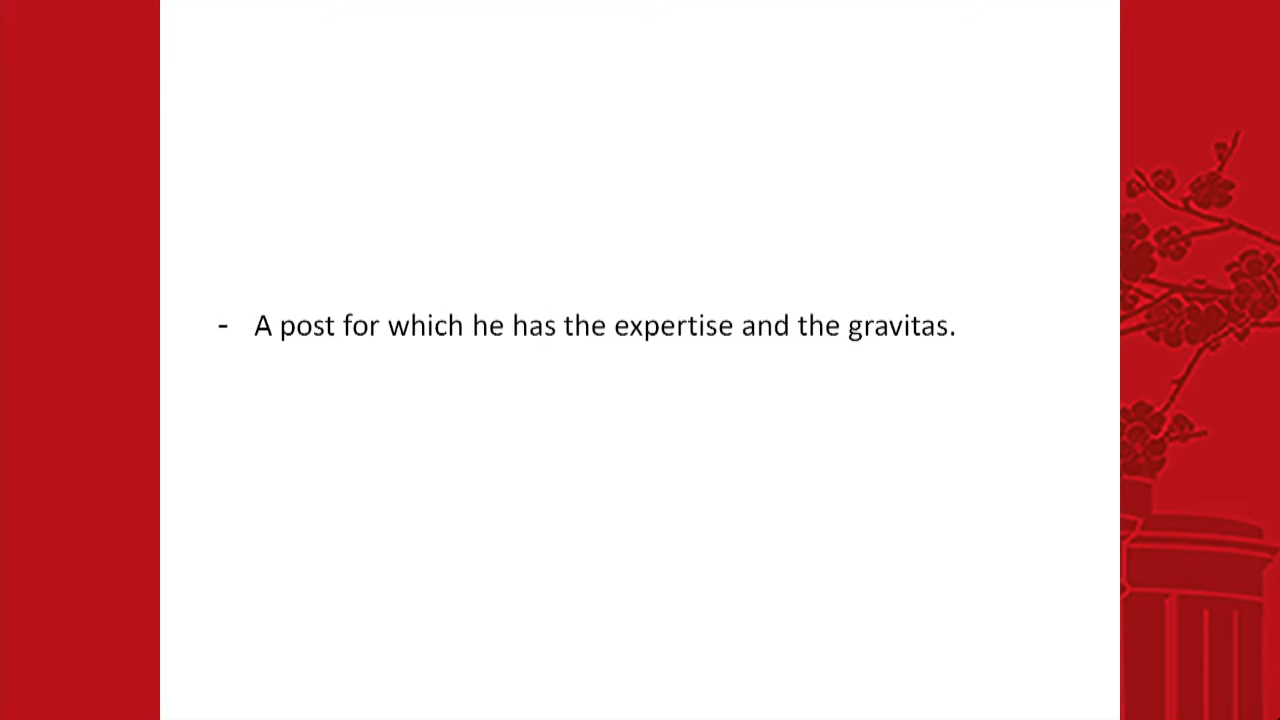 - A post for which he has the expertise and the gravitas.